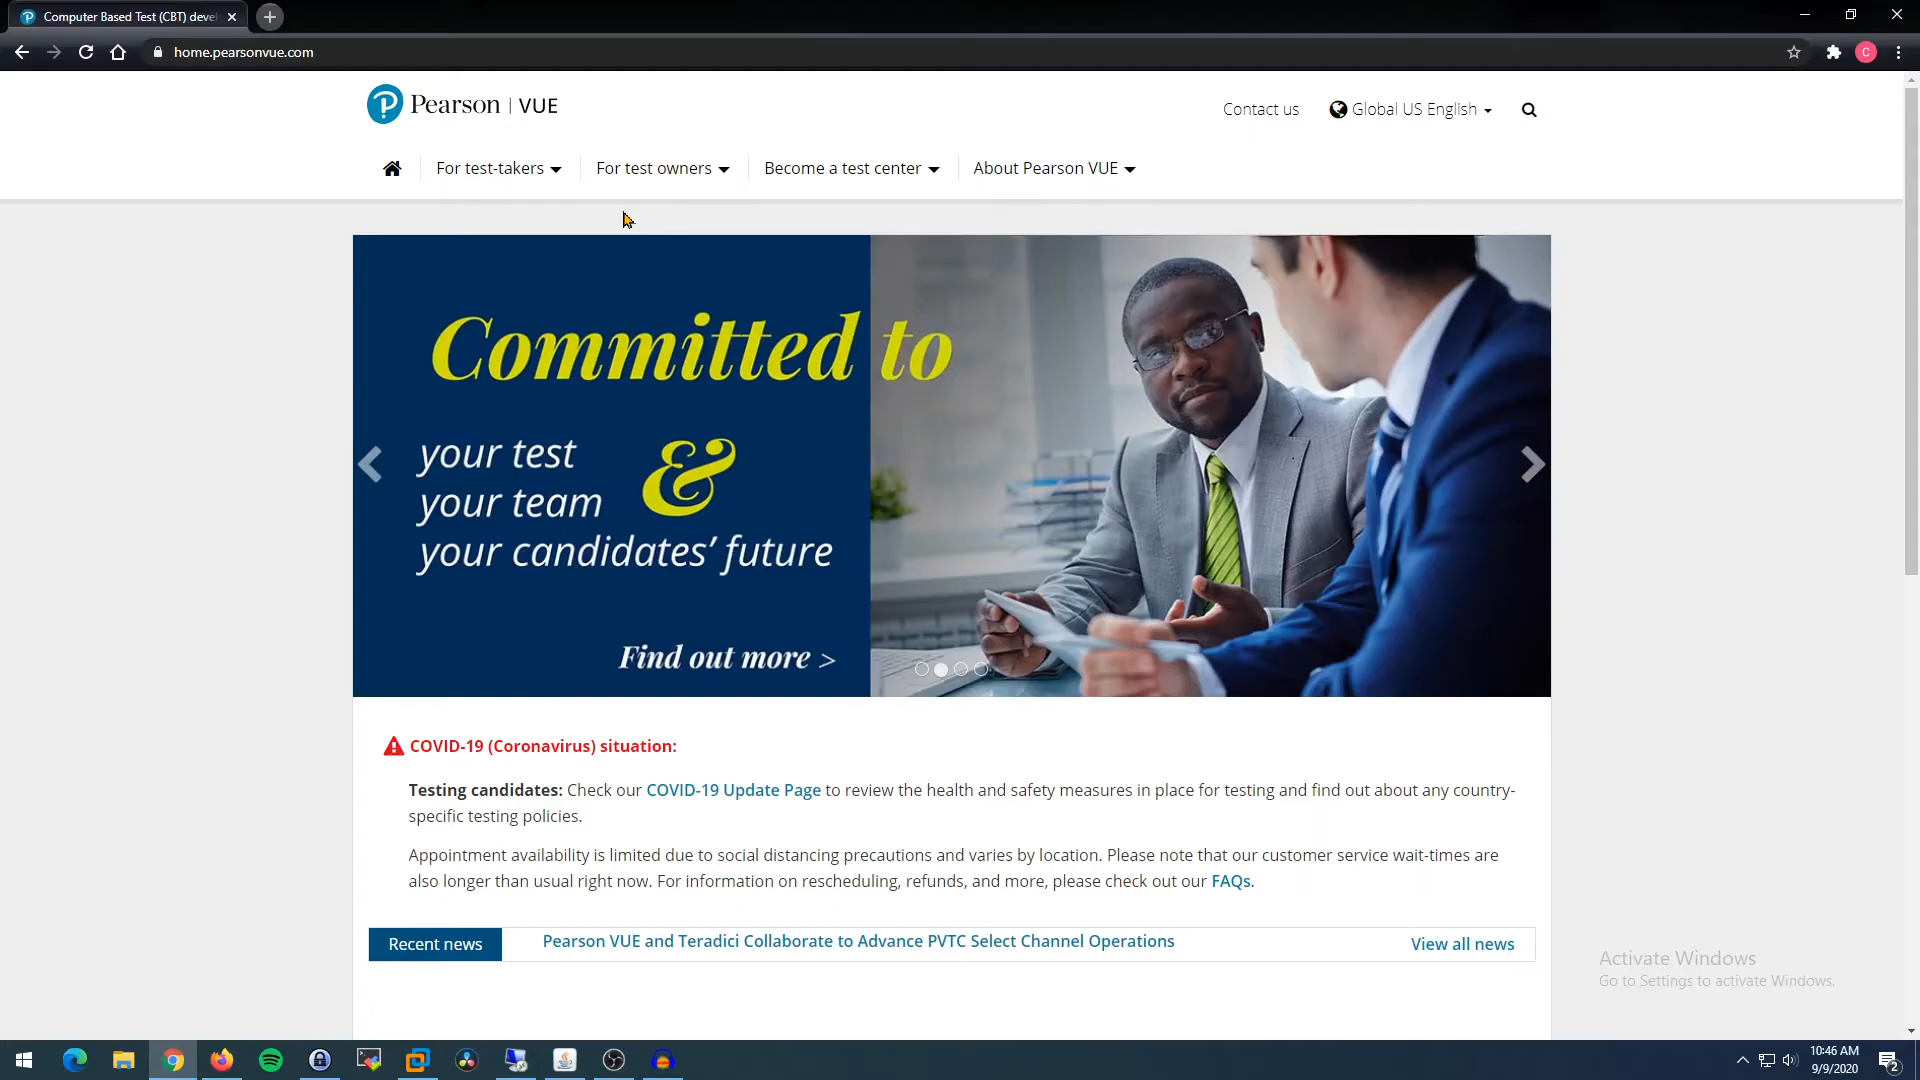 Computer Based Test (CBT) deve
home.pearsonvue.com
C
Pearson | VUE
Contact us
Global US English
For test-takers
For test owners
Become a test center
About Pearson VUE
Committed to
your test
your team
&
your candidates' future
Find out more >
COVID-19 (Coronavirus) situation:
Testing candidates: Check our COVID-19 Update Page to review the health and safety measures in place for testing and find out about any country-
specific testing policies.
Appointment availability is limited due to social distancing precautions and varies by location. Please note that our customer service wait-times are
also longer than usual right now. For information on rescheduling, refunds, and more, please check out our FAQs.
Recent news
Pearson VUE and Teradici Collaborate to Advance PVTC Select Channel Operations
View all news
Activate Windows
Go to Settings to activate Windows.
10:46 AM
9/9/2020
2